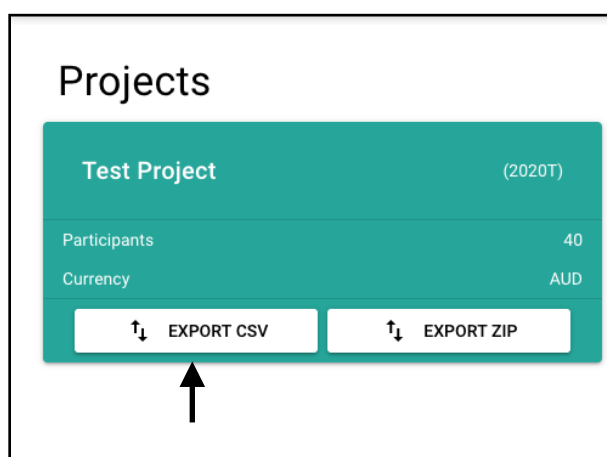 Projects
Test Project (2020T)
Participants 40
Currency AUD
EXPORT CSV EXPORT ZIP